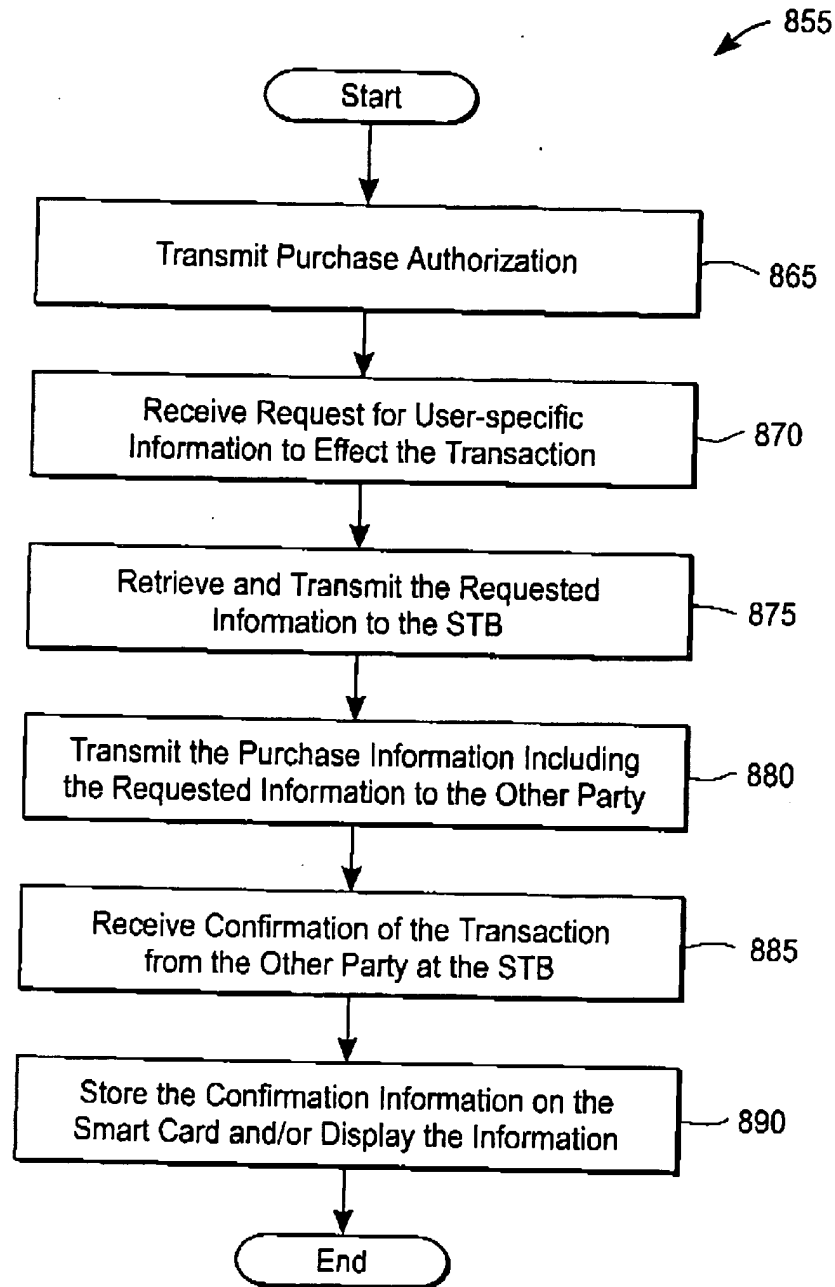 855
Start
Transmit Purchase Authorization
865
Receive Request for User-specific
Information to Effect the Transaction
870
Retrieve and Transmit the Requested
Information to the STB
875
Transmit the Purchase Information Including
the Requested Information to the Other Party
880
Receive Confirmation of the Transaction
from the Other Party at the STB
885
Store the Confirmation Information on the
Smart Card and/or Display the Information
890
End